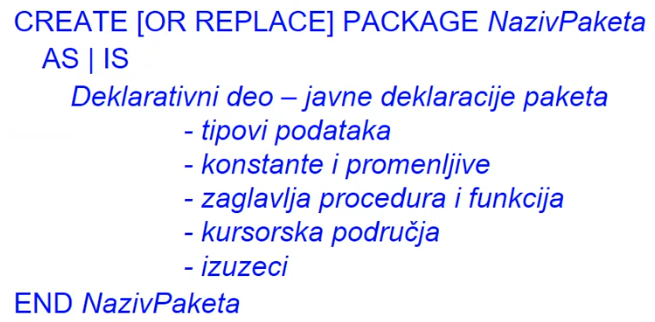 CREATE [OR REPLACE] PACKAGE NazivPaketa
AS | IS
Deklarativni deo – javne deklaracije paketa
- tipovi podataka
- konstante i promenljive
- zaglavlja procedura i funkcija
- kursorska područja
- izuzeci
END NazivPaketa